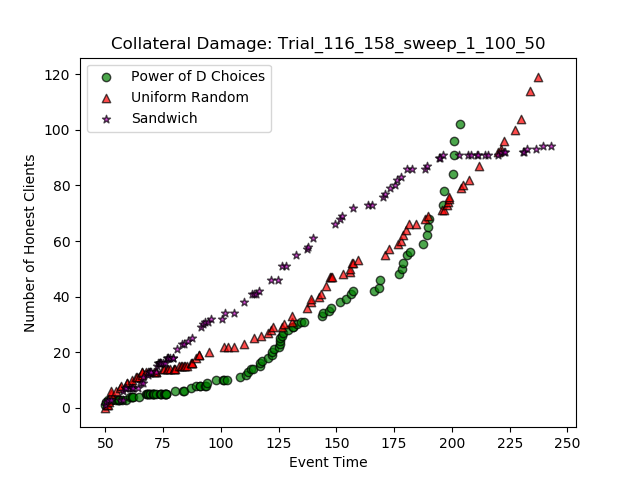 Collateral Damage: Trial_116_158_sweep_1_100_50
Power of D Choices
Uniform Random
Sandwich
Number of Honest Clients
120
100
80
60
40
20
0
50
75
100
125
150
175
200
225
250
Event Time